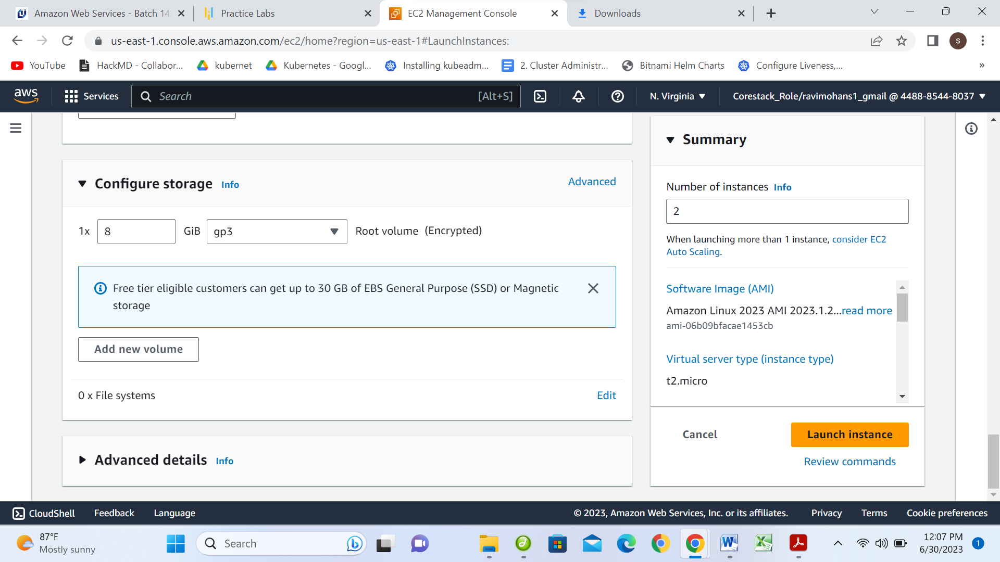 Amazon Web Services - Batch 14
Practice Labs
EC2 Management Console
Downloads
us-east-1.console.aws.amazon.com/ec2/home?region=us-east-1#LaunchInstances:
S
YouTube
HackMD - Collabor...
kubernet
Kubernetes - Googl...
Installing kubeadm...
2. Cluster Administr...
Bitnami Helm Charts
Configure Liveness,...
»
aws
Services
Search
[Alt+S]
N. Virginia
Corestack_Role/ravimohans1_gmail @ 4488-8544-8037
Configure storage Info
Advanced
1x 8 GiB gp3 Root volume (Encrypted)
Free tier eligible customers can get up to 30 GB of EBS General Purpose (SSD) or Magnetic
storage
Add new volume
0 x File systems
Edit
Advanced details Info
Summary
Number of instances Info
2
When launching more than 1 instance, consider EC2
Auto Scaling.
Software Image (AMI)
Amazon Linux 2023 AMI 2023.1.2...read more
ami-06b09bfacae1453cb
Virtual server type (instance type)
t2.micro
Cancel
Launch instance
Review commands
CloudShell
Feedback
Language
© 2023, Amazon Web Services, Inc. or its affiliates.
Privacy
Terms
Cookie preferences
87°F
Mostly sunny
Search
12:07 PM
6/30/2023
1